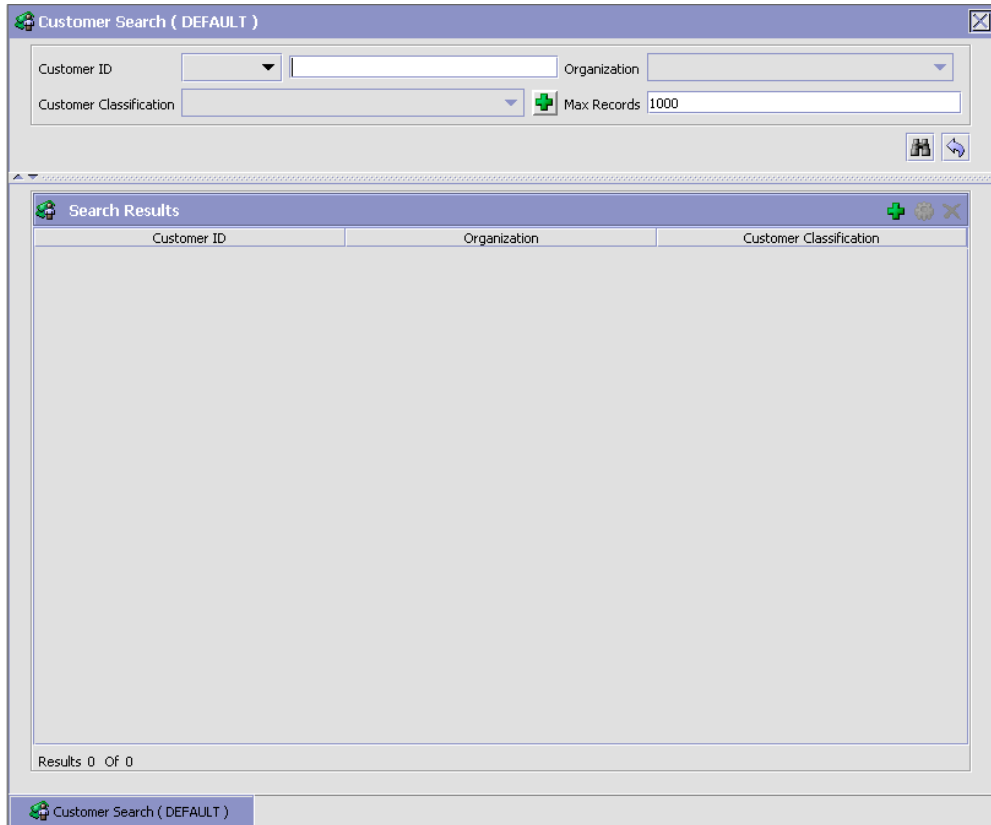 Customer Search ( DEFAULT )
Customer ID Organization
Customer Classification Max Records 1000
Search Results
Customer ID Organization Customer Classification
Results 0 Of 0
Customer Search ( DEFAULT )